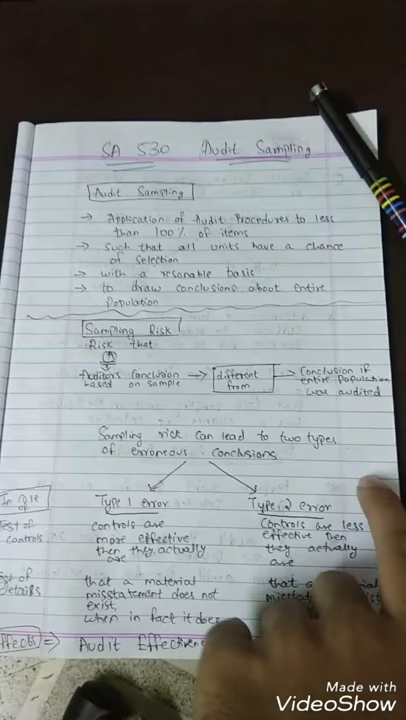 SA 530 Audit Sampling
Audit Sampling
→ Application of Audit Procedures to less
than 100% of items
→ Such that all units have a chance
of selection
→ with a resonable basis
→ to draw conclusions about entire
Population
Sampling Risk
Risk that
Auditors conclusion → different → Conclusion if
based on sample from entire population
was audited
Sampling risk can lead to two types
of erroneous conclusions
In case of Type 1 error Type 2 error
Test of controls are Controls are less
controls more effective effective then
then they actually they actually
are are
Test of that a material that a
details misstatement does not
exist,
when in fact it does
Effects ⇒ Audit
Made with
VideoShow